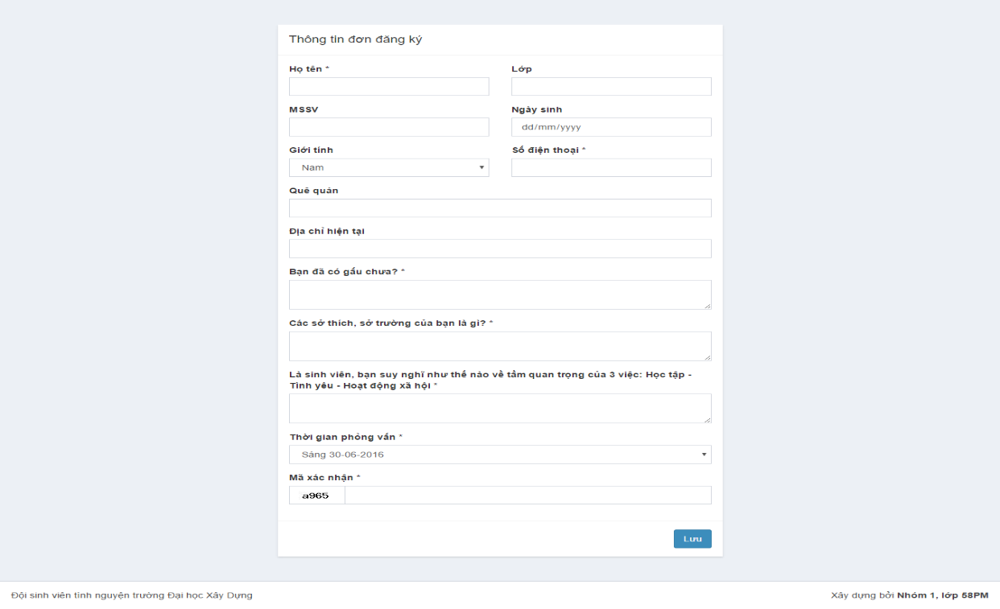 Thông tin đơn đăng ký
Họ tên *
Lớp
MSSV
Ngày sinh
dd/mm/yyyy
Giới tính
Số điện thoại *
Nam
Quê quán
Địa chỉ hiện tại
Bạn đã có gấu chưa? *
Các sở thích, sở trường của bạn là gì? *
Là sinh viên, bạn suy nghĩ như thế nào về tầm quan trọng của 3 việc: Học tập -
Tình yêu - Hoạt động xã hội *
Thời gian phỏng vấn *
Sáng 30-06-2016
Mã xác nhận *
a965
Lưu
Đội sinh viên tình nguyện trường Đại học Xây Dựng
Xây dựng bởi Nhóm 1, lớp 58PM